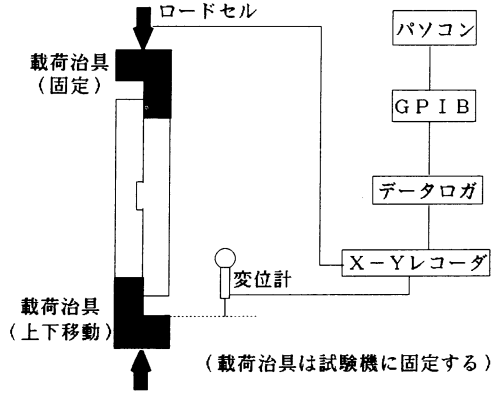 ロードセル
パソコン
載荷治具
(固定)
GPIB
データロガ
X-Yレコーダ
変位計
載荷治具
(上下移動)
(載荷治具は試験機に固定する)